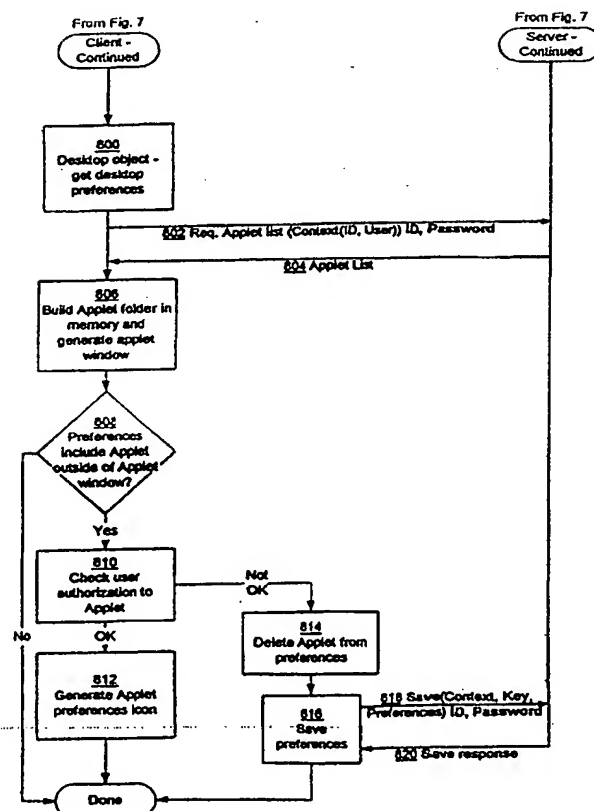 From Fig. 7
Client -
Continued
From Fig. 7
Server -
Continued
800
Desktop object -
get desktop
preferences
802 Req. Applet list (Context(ID, User)) ID, Password
804 Applet List
806
Build Applet folder in
memory and
generate applet
window
808
Preferences
include Applet
outside of Applet
window?
Yes
No
810
Check user
authorization to
Applet
Not
OK
OK
814
Delete Applet from
preferences
812
Generate Applet
preferences icon
816
Save
preferences
818 Save(Context, Key,
Preferences) ID, Password
820 Save response
Done